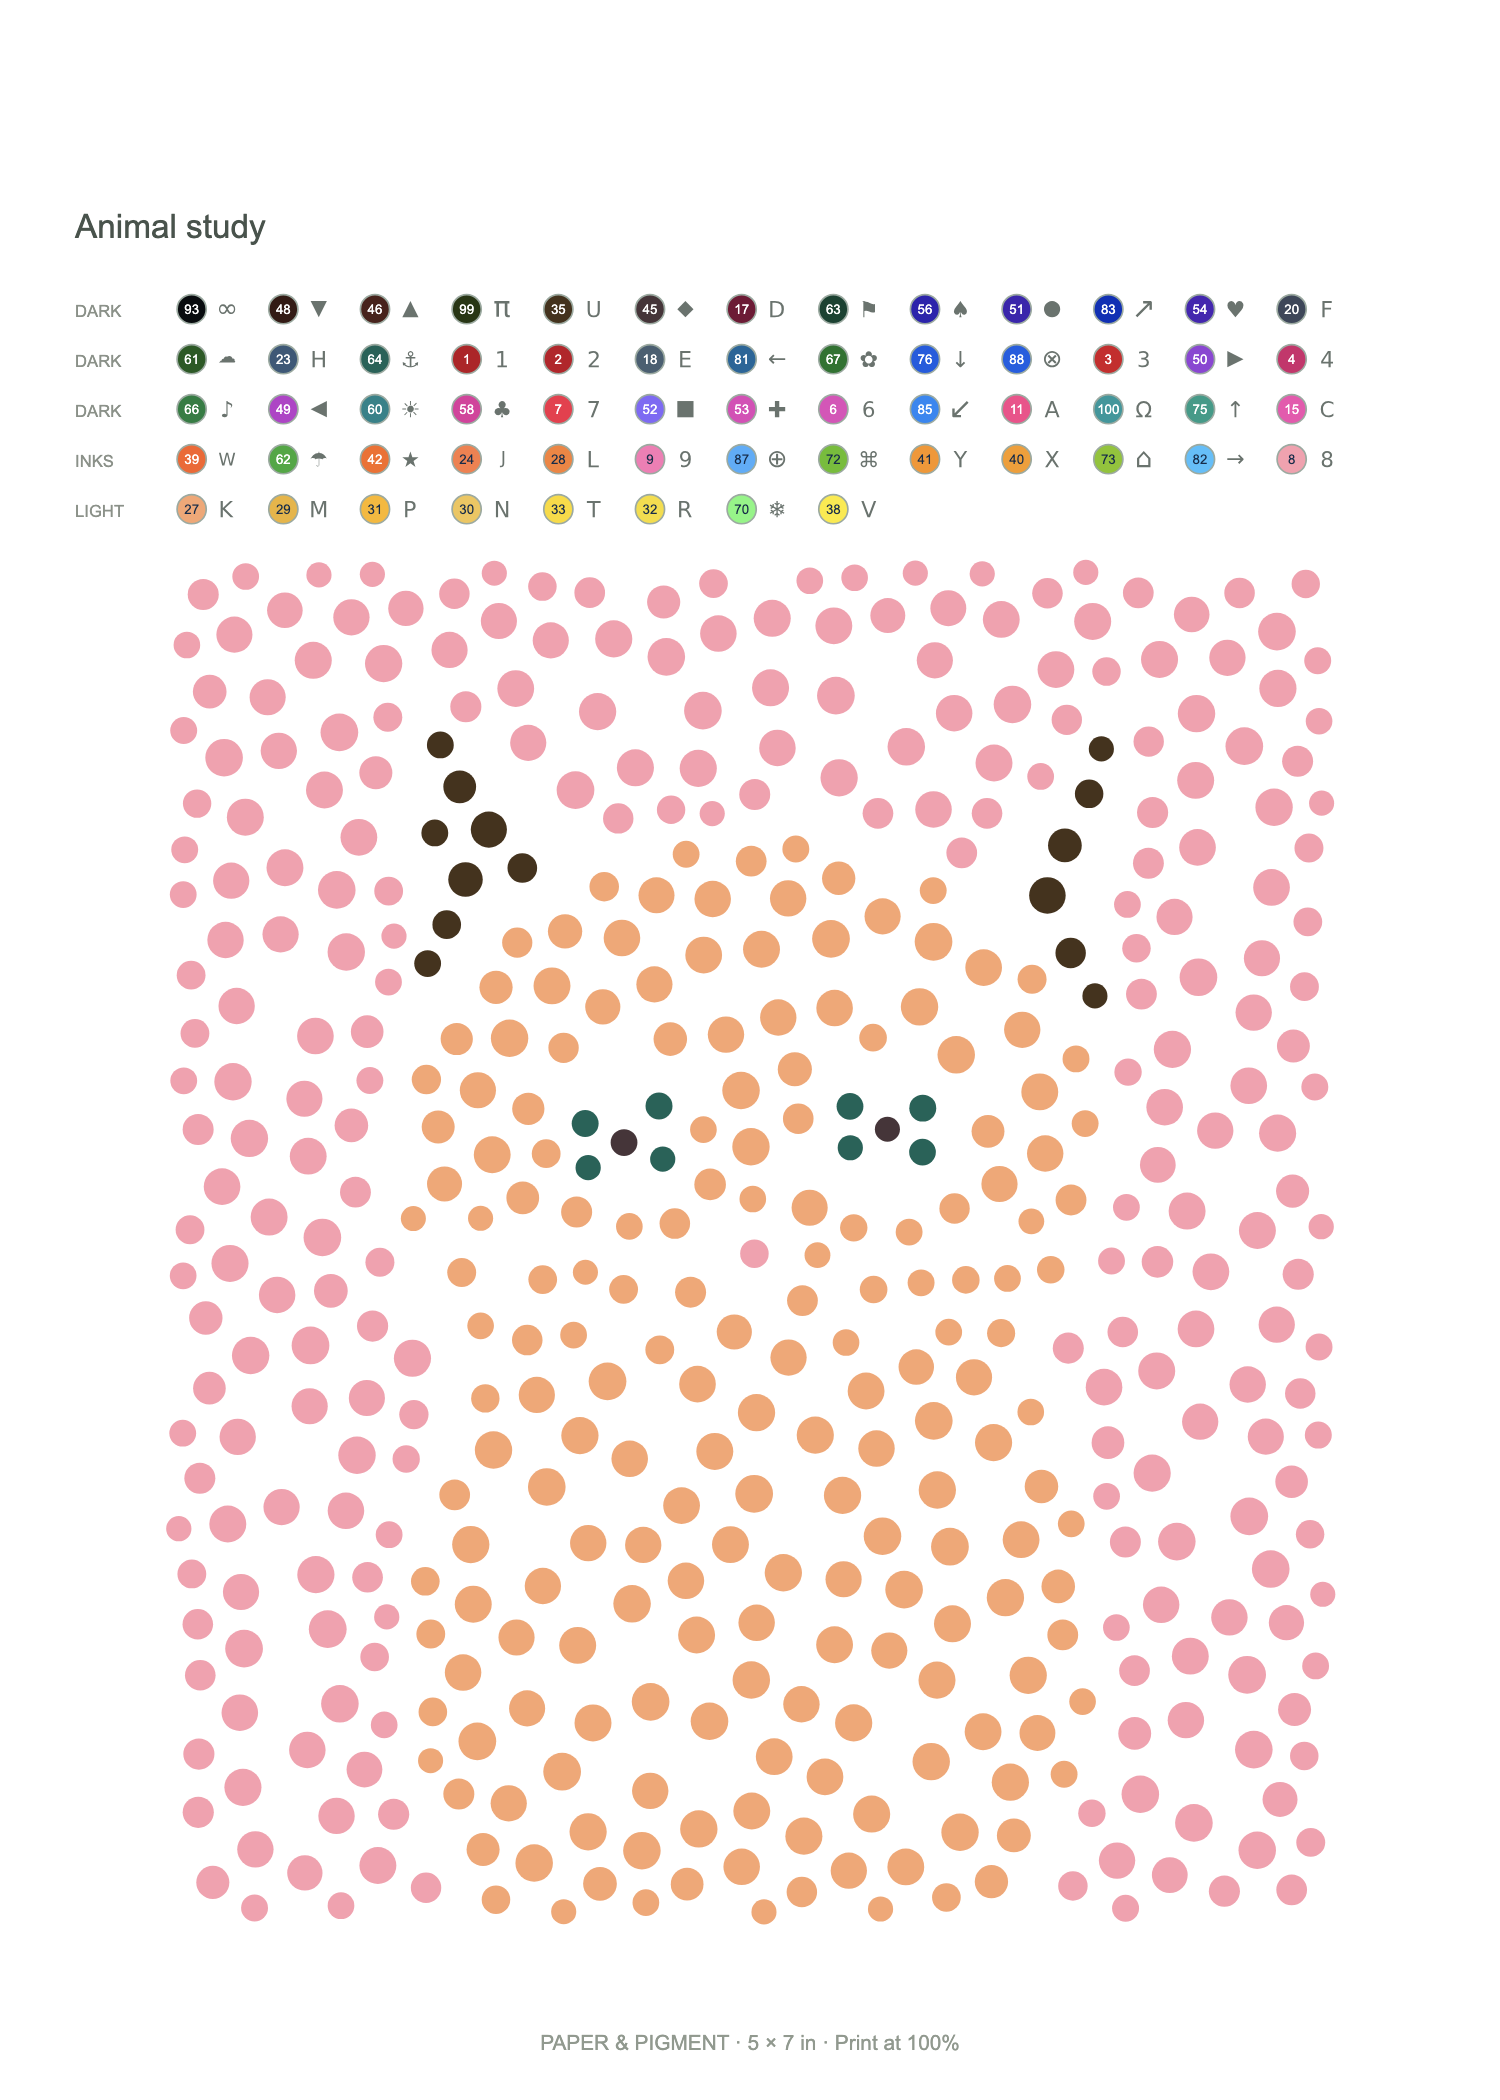 Animal study
DARK 93 ∞ 48 ▼ 46 ▲ 99 π 35 U 45 ◆ 17 D 63 ⚑ 56 ♠ 51 ● 83 ↗ 54 ♥ 20 F
DARK 61 ☁ 23 H 64 ⚓ 1 1 2 2 18 E 81 ← 67 ✿ 76 ↓ 88 ⊗ 3 3 50 ▶ 4 4
DARK 66 ♪ 49 ◀ 60 ☀ 58 ♣ 7 7 52 ■ 53 ✚ 6 6 85 ↙ 11 A 100 Ω 75 ↑ 15 C
INKS 39 W 62 ☂ 42 ★ 24 J 28 L 9 9 87 ⊕ 72 ⌘ 41 Y 40 X 73 ⌂ 82 → 8 8
LIGHT 27 K 29 M 31 P 30 N 33 T 32 R 70 ❄ 38 V
PAPER & PIGMENT · 5 × 7 in · Print at 100%